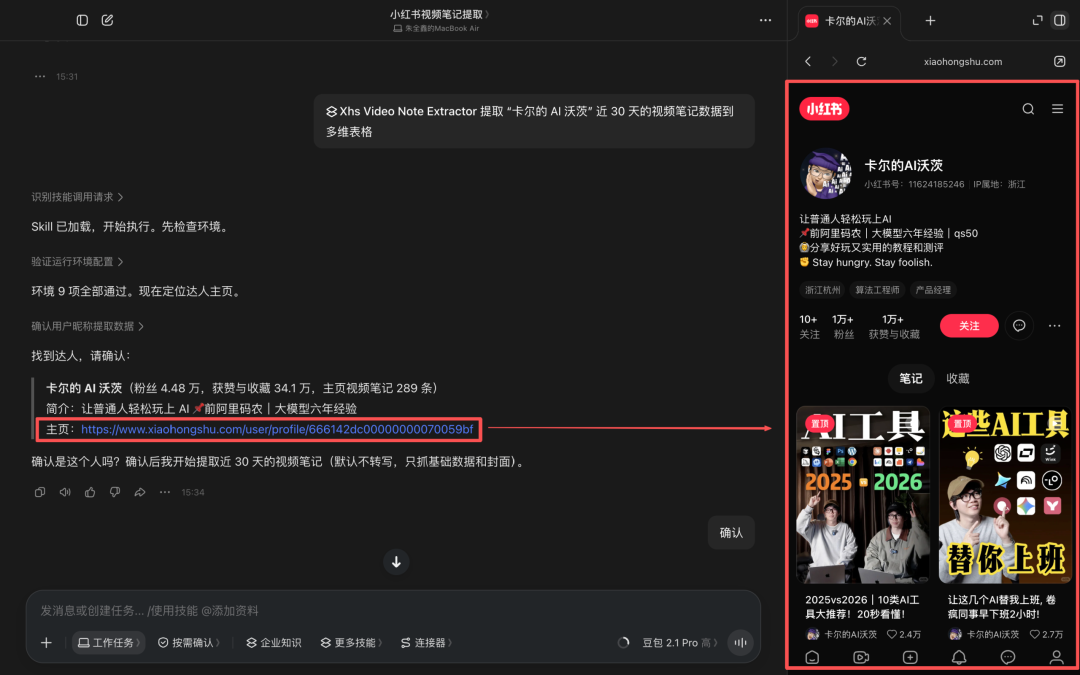 小红书视频笔记提取
朱全鑫的MacBook Air
15:31
Xhs Video Note Extractor 提取 “卡尔的 AI 沃茨” 近 30 天的视频笔记数据到
多维表格
识别技能调用请求
Skill 已加载，开始执行。先检查环境。
验证运行环境配置
环境 9 项全部通过。现在定位达人主页。
确认用户昵称提取数据
找到达人，请确认：
卡尔的 AI 沃茨（粉丝 4.48 万，获赞与收藏 34.1 万，主页视频笔记 289 条）
简介：让普通人轻松玩上 AI 📌前阿里码农｜大模型六年经验
主页：https://www.xiaohongshu.com/user/profile/666142dc00000000070059bf
确认是这个人吗？确认后我开始提取近 30 天的视频笔记（默认不转写，只抓基础数据和封面）。
15:34
确认
发消息或创建任务... /使用技能 @添加资料
工作任务
按需确认
企业知识
更多技能
连接器
豆包 2.1 Pro 高
卡尔的AI沃
xiaohongshu.com
小红书
卡尔的AI沃茨
小红书号：11624185246 | IP属地：浙江
让普通人轻松玩上AI
📌前阿里码农｜大模型六年经验｜qs50
分享好玩又实用的教程和测评
✊ Stay hungry. Stay foolish.
浙江杭州
算法工程师
产品经理
10+
关注
1万+
粉丝
1万+
获赞与收藏
关注
笔记
收藏
置顶
AI工具
2025
2026
2025vs2026｜10类AI工
具大推荐！20秒看懂！
卡尔的AI沃茨
2.4万
置顶
这些AI工具
替你上班
让这几个AI替我上班, 卷
疯同事早下班2小时!
卡尔的AI沃茨
2.7万